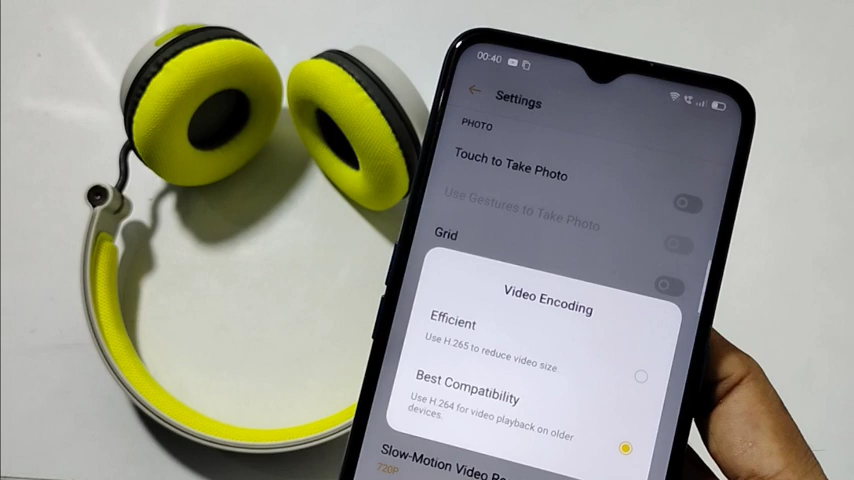 00:40
Settings
PHOTO
Touch to Take Photo
Use Gestures to Take Photo
Grid
Video Encoding
Efficient
Use H.265 to reduce video size.
Best Compatibility
Use H.264 for video playback on older
devices.
Slow-Motion Video
720P